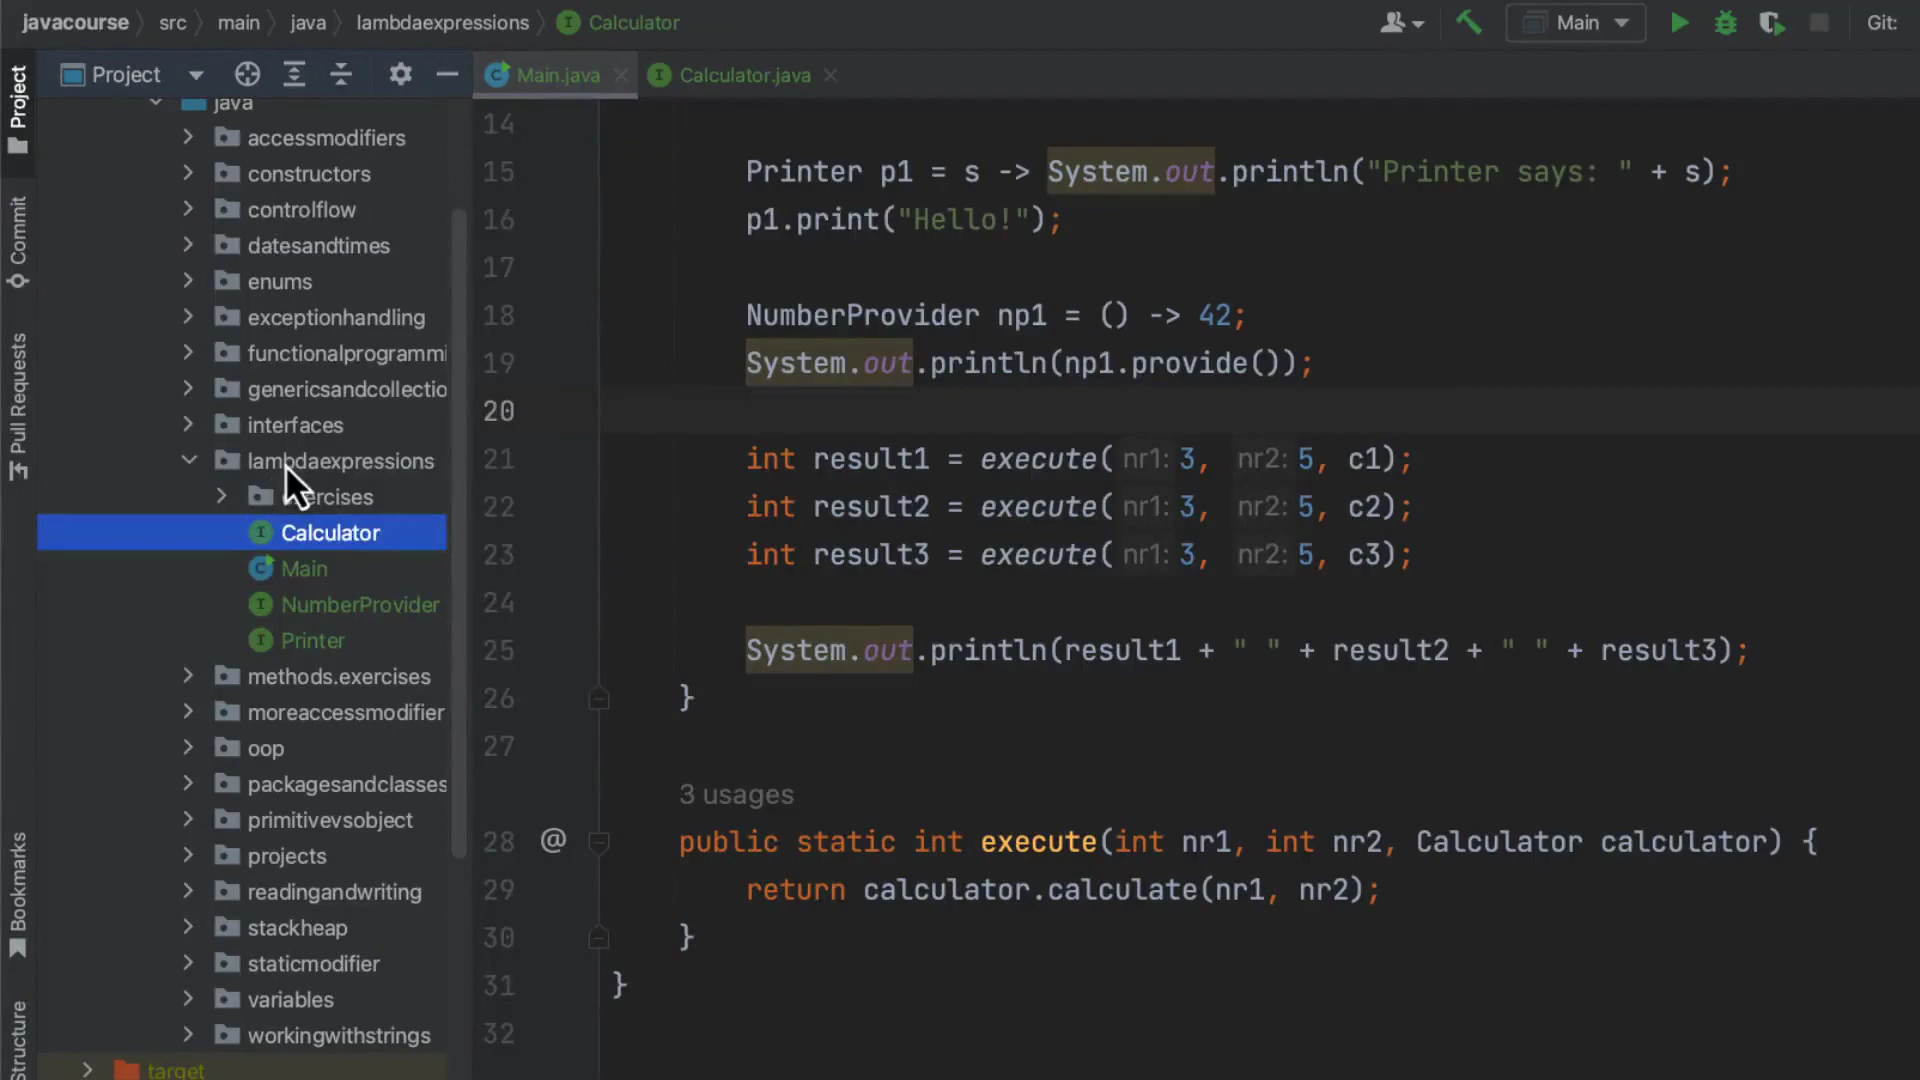 javacourse src main java lambdaexpressions Calculator Main Git:
Project Main.java Calculator.java
Project
Commit
Pull Requests
Bookmarks
Structure
java
accessmodifiers
constructors
controlflow
datesandtimes
enums
exceptionhandling
functionalprogrammi
genericsandcollectio
interfaces
lambdaexpressions
Calculator
Main
NumberProvider
Printer
methods.exercises
moreaccessmodifier
oop
packagesandclasses
primitivevsobject
projects
readingandwriting
stackheap
staticmodifier
variables
workingwithstrings
target
14
15 Printer p1 = s -> System.out.println("Printer says: " + s);
16 p1.print("Hello!");
17
18 NumberProvider np1 = () -> 42;
19 System.out.println(np1.provide());
20
21 int result1 = execute( nr1: 3, nr2: 5, c1);
22 int result2 = execute( nr1: 3, nr2: 5, c2);
23 int result3 = execute( nr1: 3, nr2: 5, c3);
24
25 System.out.println(result1 + " " + result2 + " " + result3);
26 }
27
3 usages
28 @ public static int execute(int nr1, int nr2, Calculator calculator) {
29 return calculator.calculate(nr1, nr2);
30 }
31 }
32